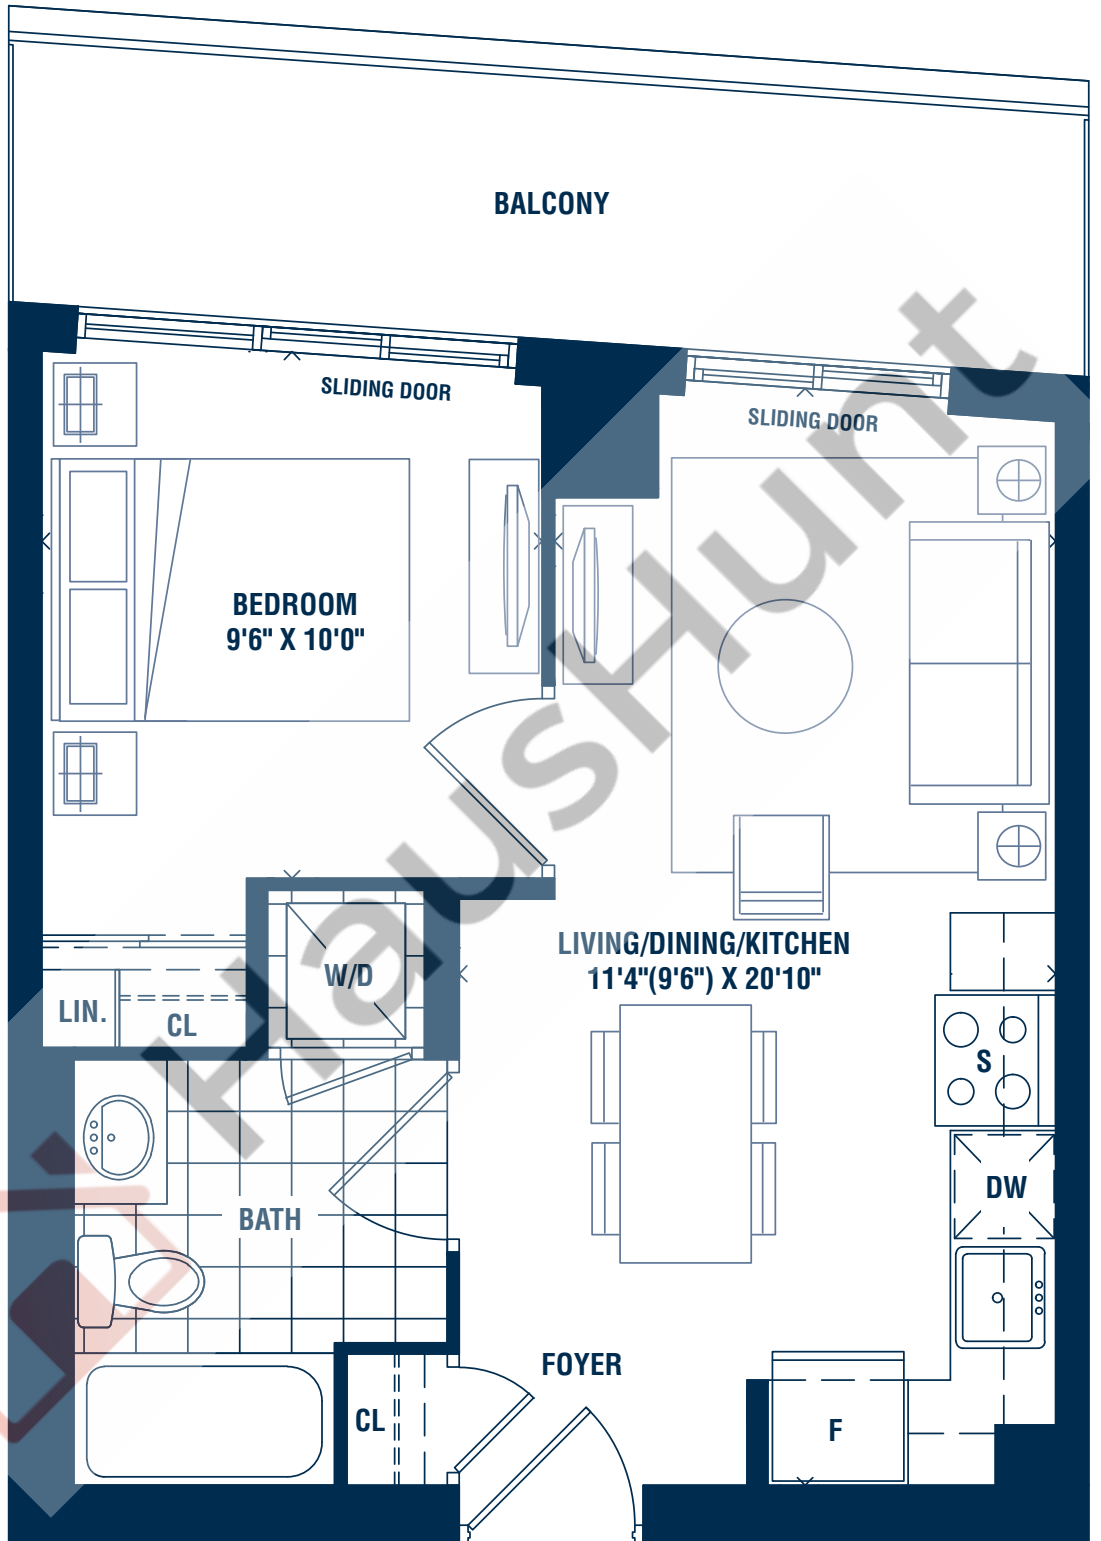 BALCONY
SLIDING DOOR
SLIDING DOOR
BEDROOM
9'6" X 10'0"
LIVING/DINING/KITCHEN
11'4"(9'6") X 20'10"
W/D
LIN.
CL
S
DW
BATH
FOYER
CL
F
HausHunt